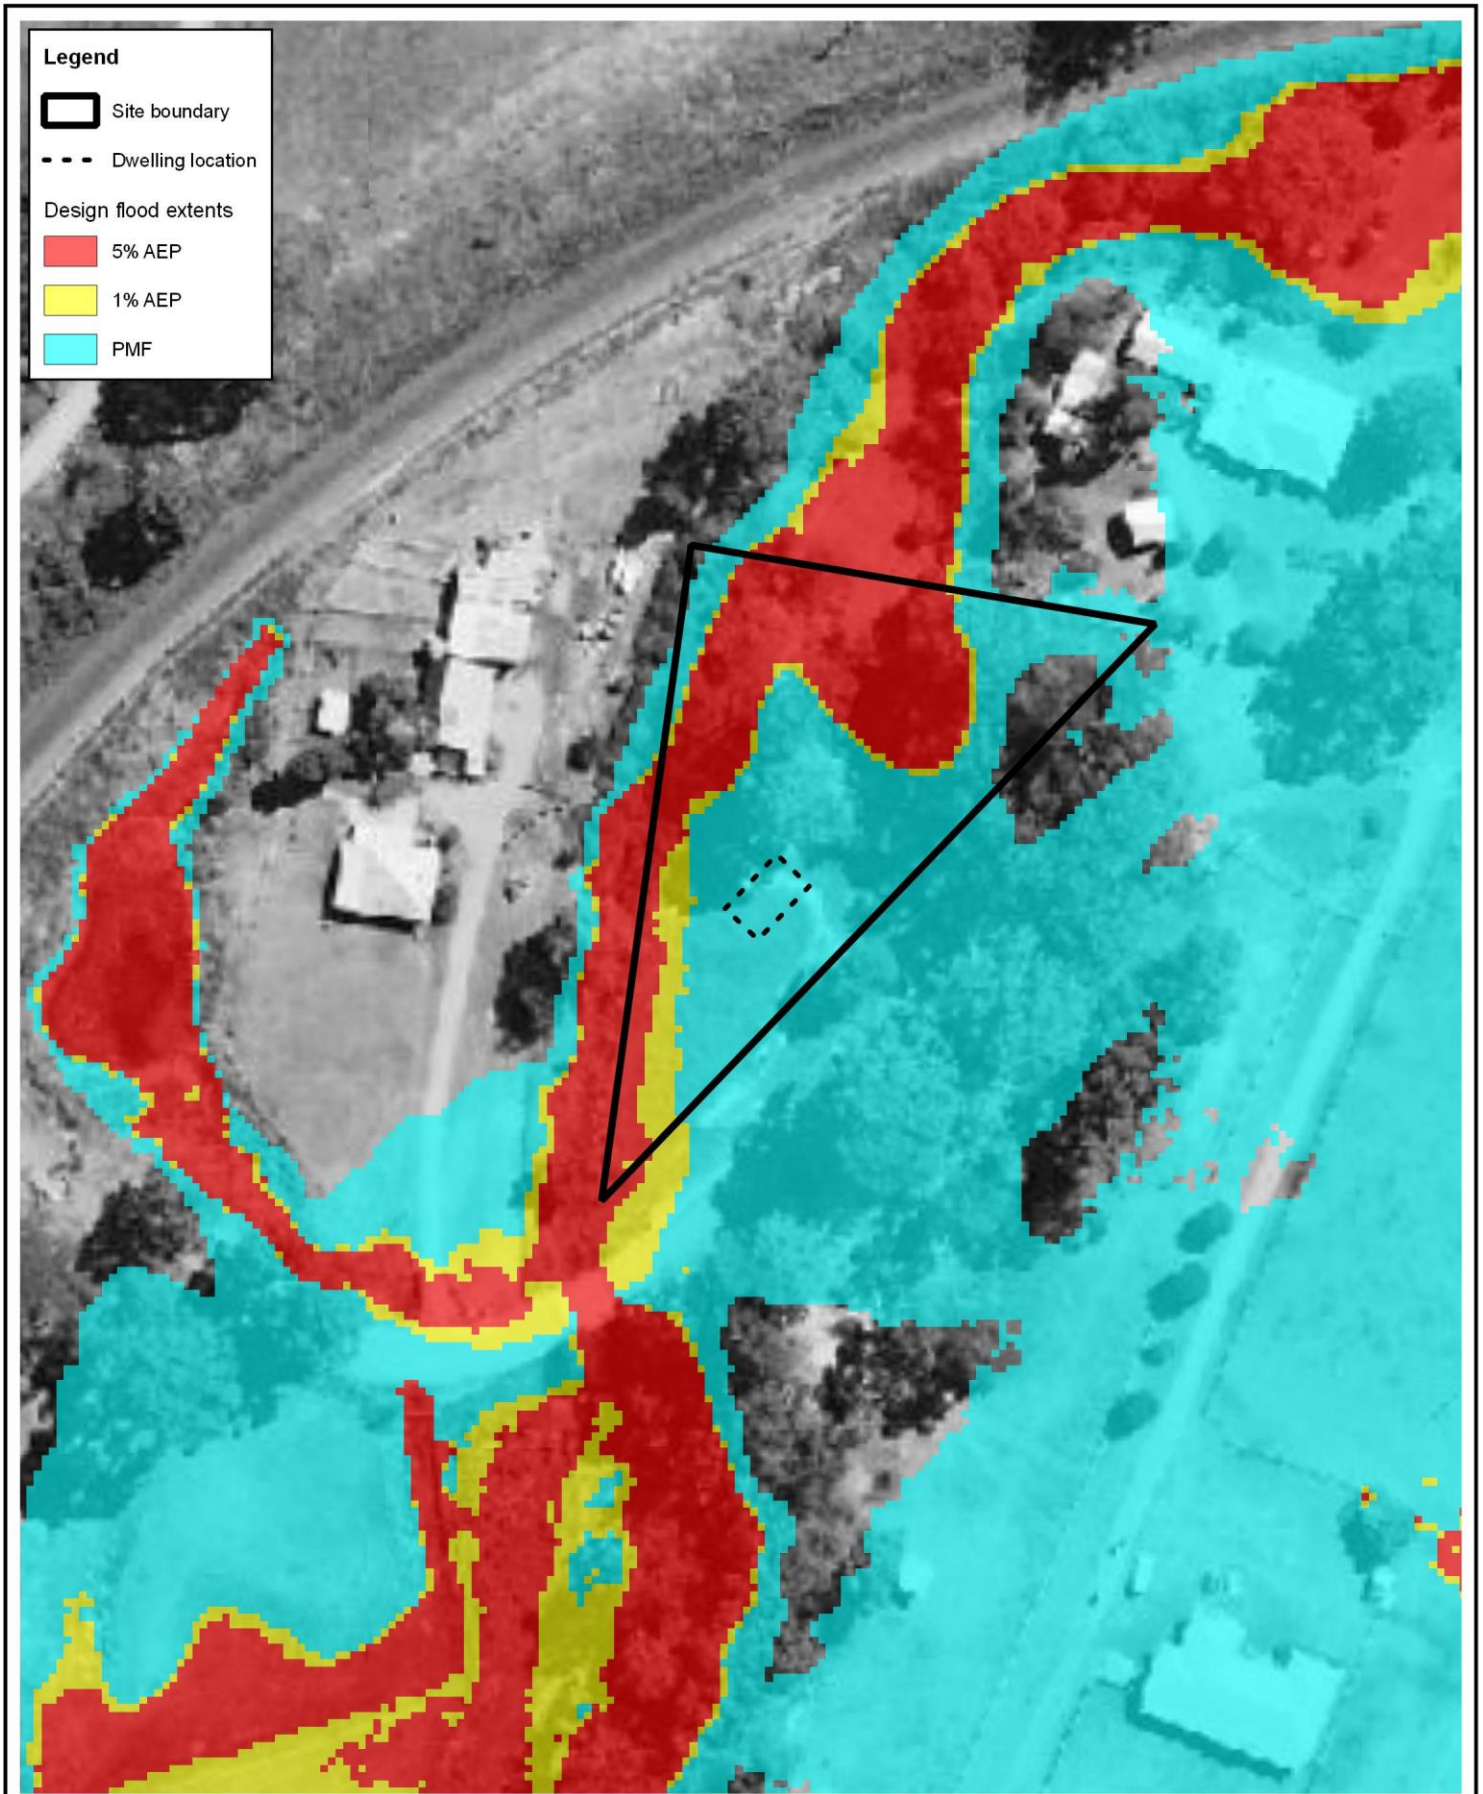 Legend
Site boundary
Dwelling location
Design flood extents
5% AEP
1% AEP
PMF